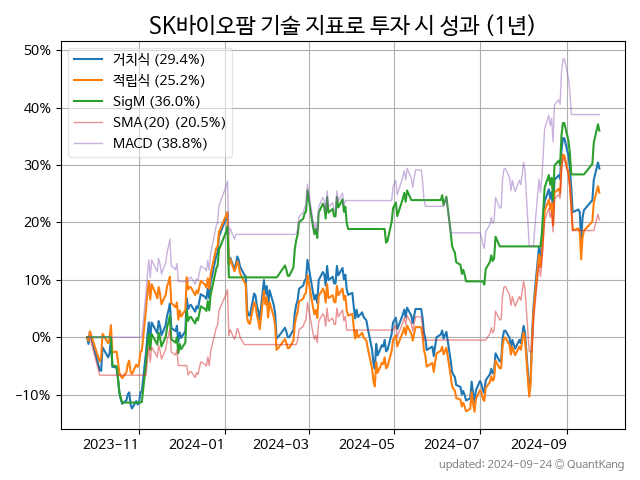 SK바이오팜 기술 지표로 투자 시 성과 (1년)
50%
40%
30%
20%
10%
0%
−10%
거치식 (29.4%)
적립식 (25.2%)
SigM (36.0%)
SMA(20) (20.5%)
MACD (38.8%)
2023-11
2024-01
2024-03
2024-05
2024-07
2024-09
updated: 2024-09-24 © QuantKang